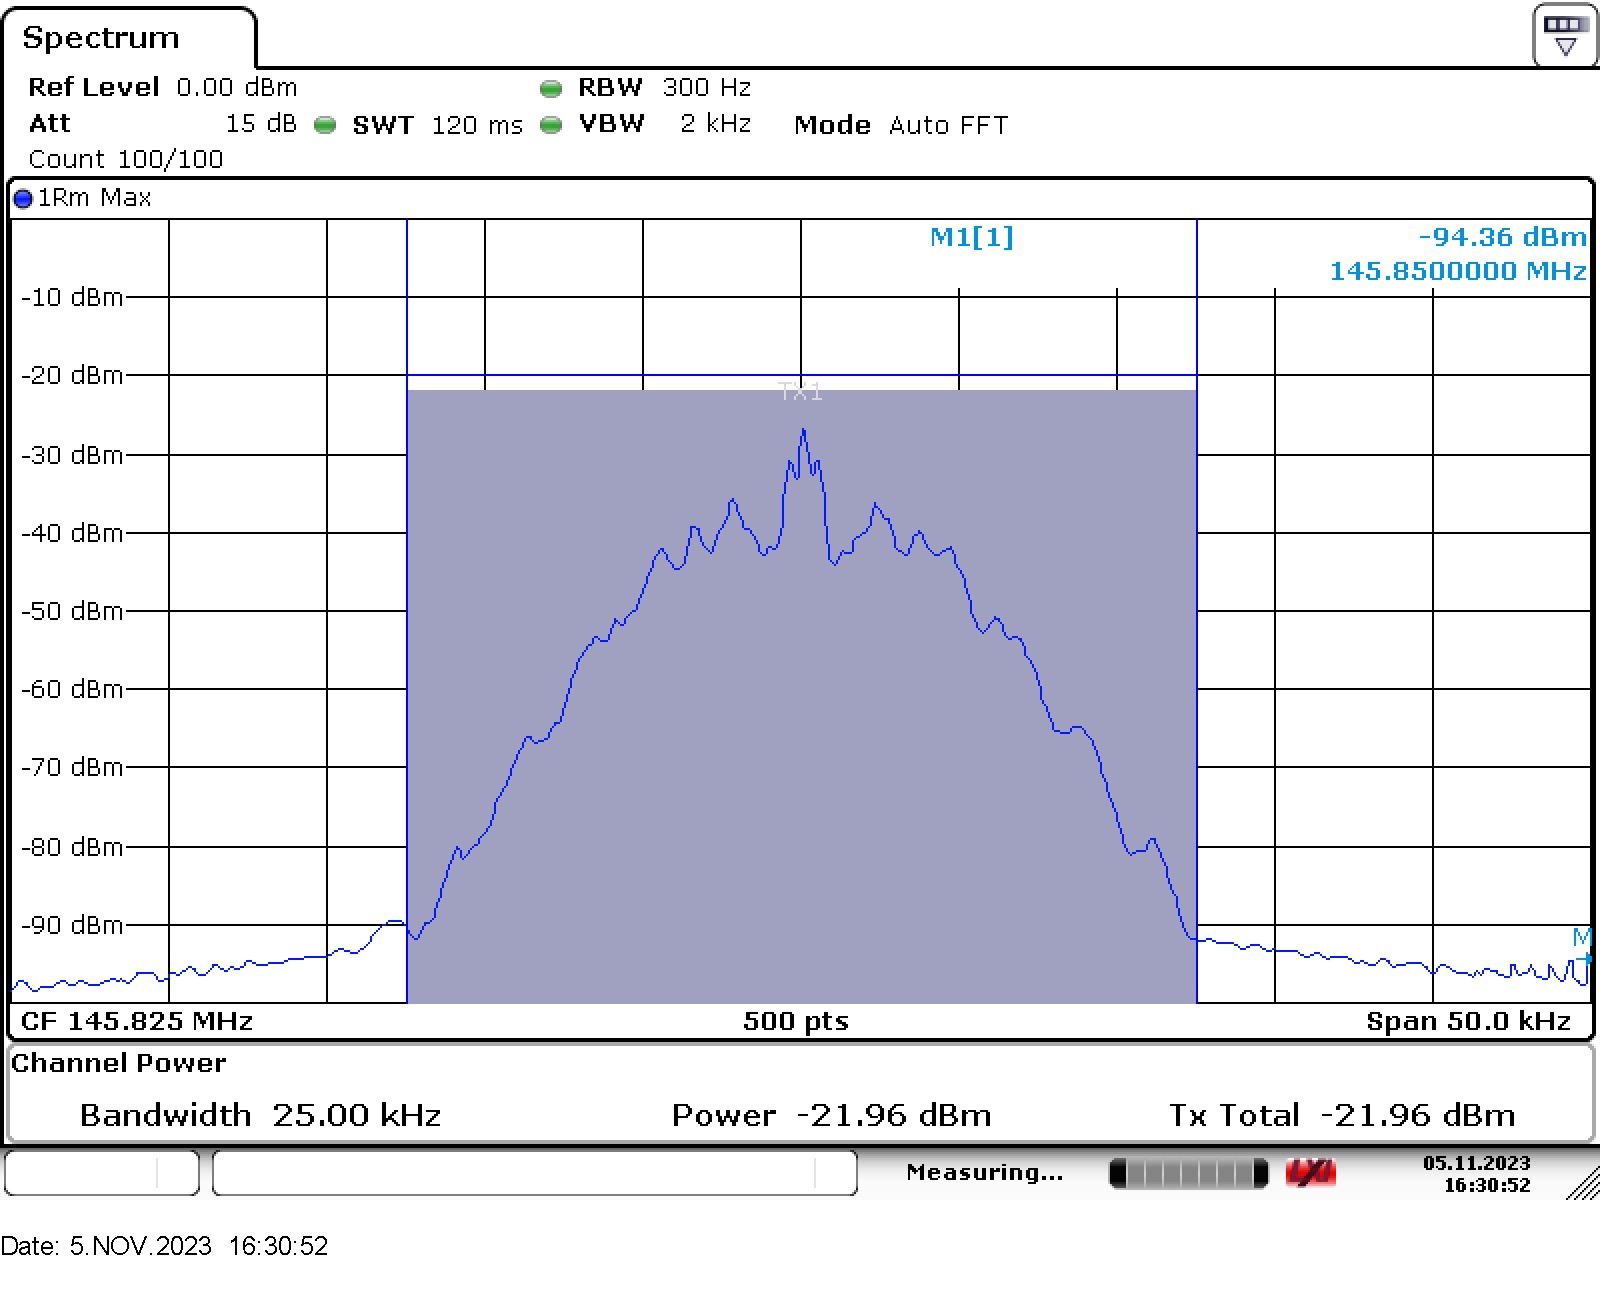 Spectrum
Ref Level 0.00 dBm RBW 300 Hz
Att 15 dB SWT 120 ms VBW 2 kHz Mode Auto FFT
Count 100/100
1Rm Max
M1[1] -94.36 dBm
145.8500000 MHz
-10 dBm
-20 dBm
TX1
-30 dBm
-40 dBm
-50 dBm
-60 dBm
-70 dBm
-80 dBm
-90 dBm
M
CF 145.825 MHz 500 pts Span 50.0 kHz
Channel Power
Bandwidth 25.00 kHz Power -21.96 dBm Tx Total -21.96 dBm
Measuring... LXI 05.11.2023
16:30:52
Date: 5.NOV.2023 16:30:52